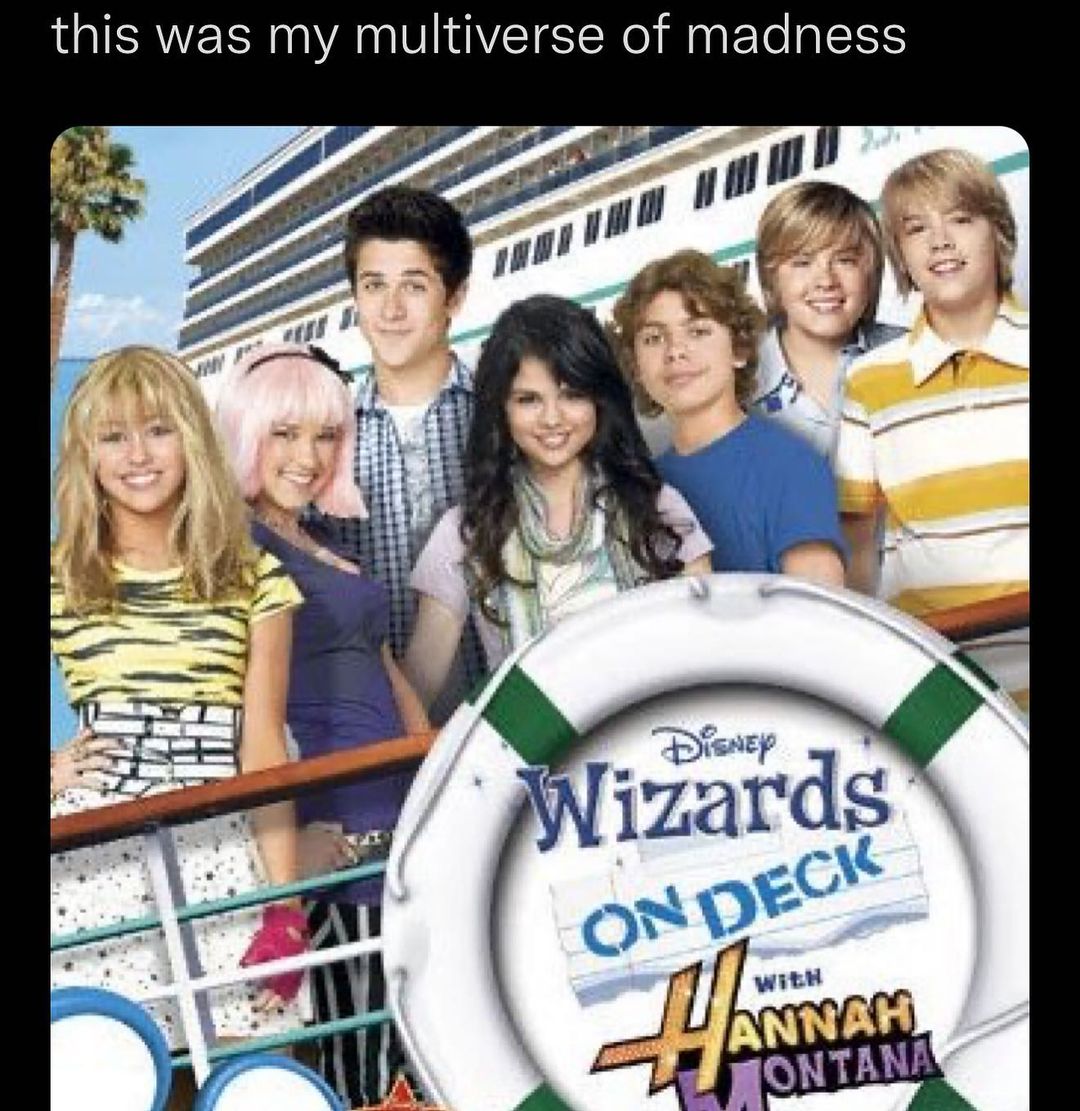 this was my multiverse of madness
S.S.
Disney
Wizards
ON DECK
WITH
HANNAH
MONTANA